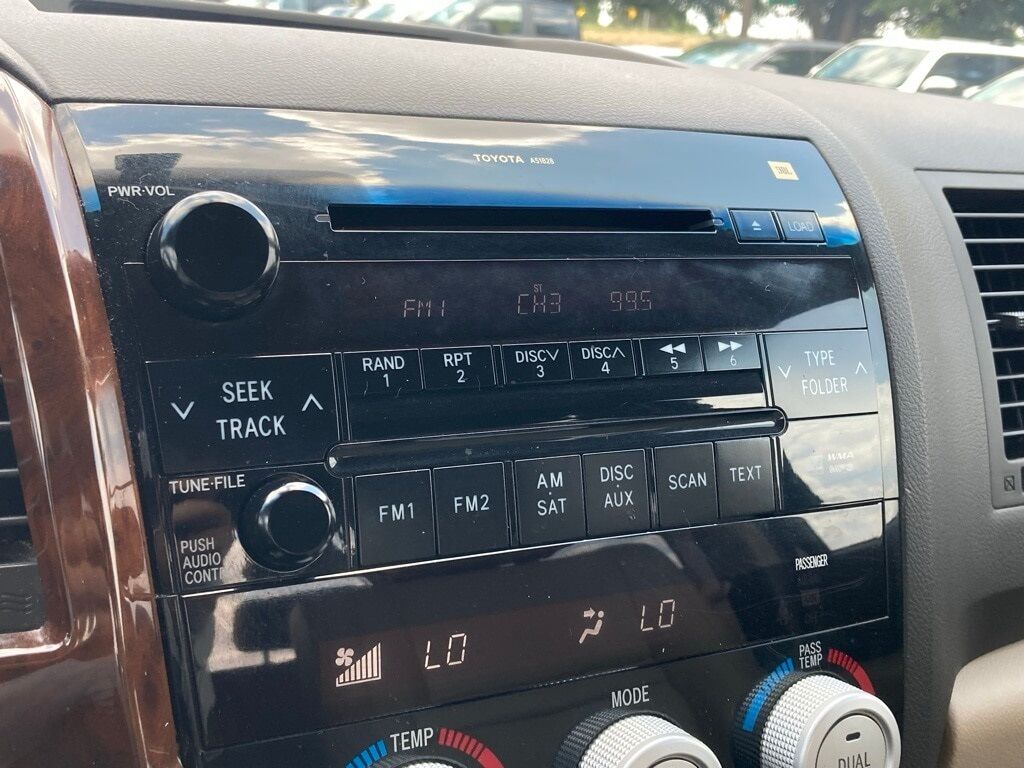 TOYOTA A51828
JBL
PWR·VOL
LOAD
FM1 ST CH3 99.5
RAND 1
RPT 2
DISC 3
DISC 4
5
6
SEEK
TRACK
TYPE
FOLDER
TUNE·FILE
PUSH
AUDIO
CONT
FM1
FM2
AM
SAT
DISC
AUX
SCAN
TEXT
WMA
PASSENGER
LO
LO
TEMP
MODE
PASS
TEMP
DUAL